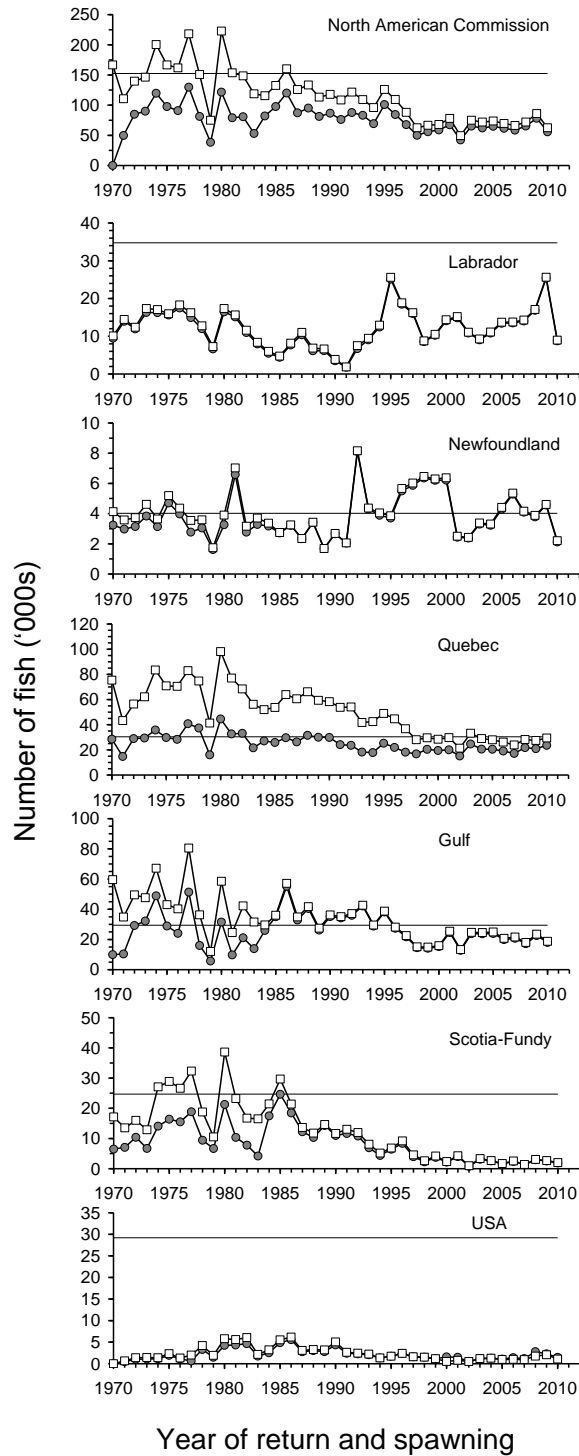 North American Commission
250
200
150
100
50
0
1970 1975 1980 1985 1990 1995 2000 2005 2010
Labrador
40
30
20
10
0
1970 1975 1980 1985 1990 1995 2000 2005 2010
Newfoundland
10
8
6
4
2
0
1970 1975 1980 1985 1990 1995 2000 2005 2010
Quebec
120
100
80
60
40
20
0
1970 1975 1980 1985 1990 1995 2000 2005 2010
Gulf
100
80
60
40
20
0
1970 1975 1980 1985 1990 1995 2000 2005 2010
Scotia-Fundy
50
40
30
20
10
0
1970 1975 1980 1985 1990 1995 2000 2005 2010
USA
35
30
25
20
15
10
5
0
1970 1975 1980 1985 1990 1995 2000 2005 2010
Number of fish (‘000s)
Year of return and spawning